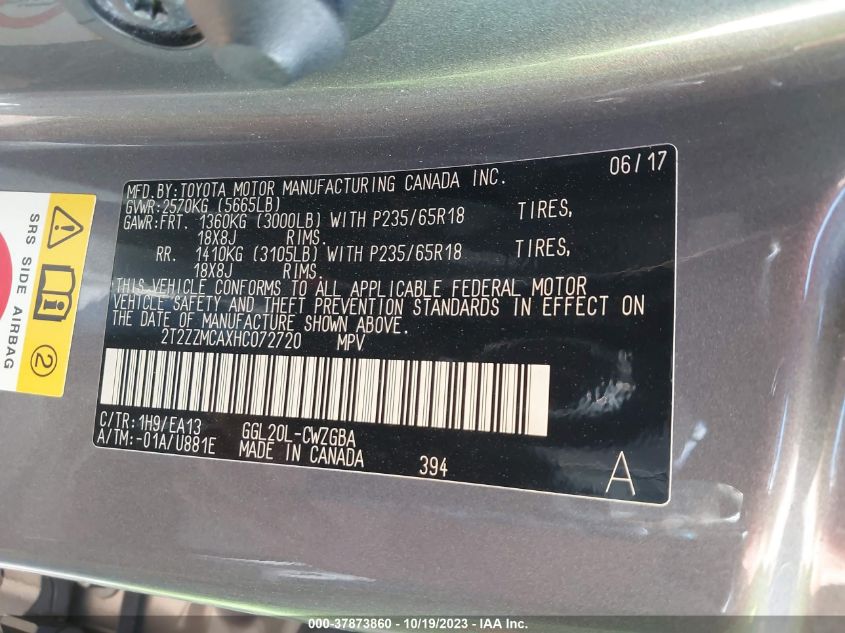 06/17
MFD.BY:TOYOTA MOTOR MANUFACTURING CANADA INC.
GVWR:2570KG (5665LB)
GAWR:FRT. 1360KG (3000LB) WITH P235/65R18 TIRES,
18X8J RIMS.
RR. 1410KG (3105LB) WITH P235/65R18 TIRES,
18X8J RIMS.
THIS VEHICLE CONFORMS TO ALL APPLICABLE FEDERAL MOTOR
VEHICLE SAFETY AND THEFT PREVENTION STANDARDS IN EFFECT ON
THE DATE OF MANUFACTURE SHOWN ABOVE.
2T2ZZMCAXHC072720 MPV
C/TR: 1H9/EA13 GGL20L-CWZGBA
A/TM:-01A/U881E MADE IN CANADA 394 A
SRS SIDE AIRBAG
2
000-37873860 - 10/19/2023 - IAA Inc.